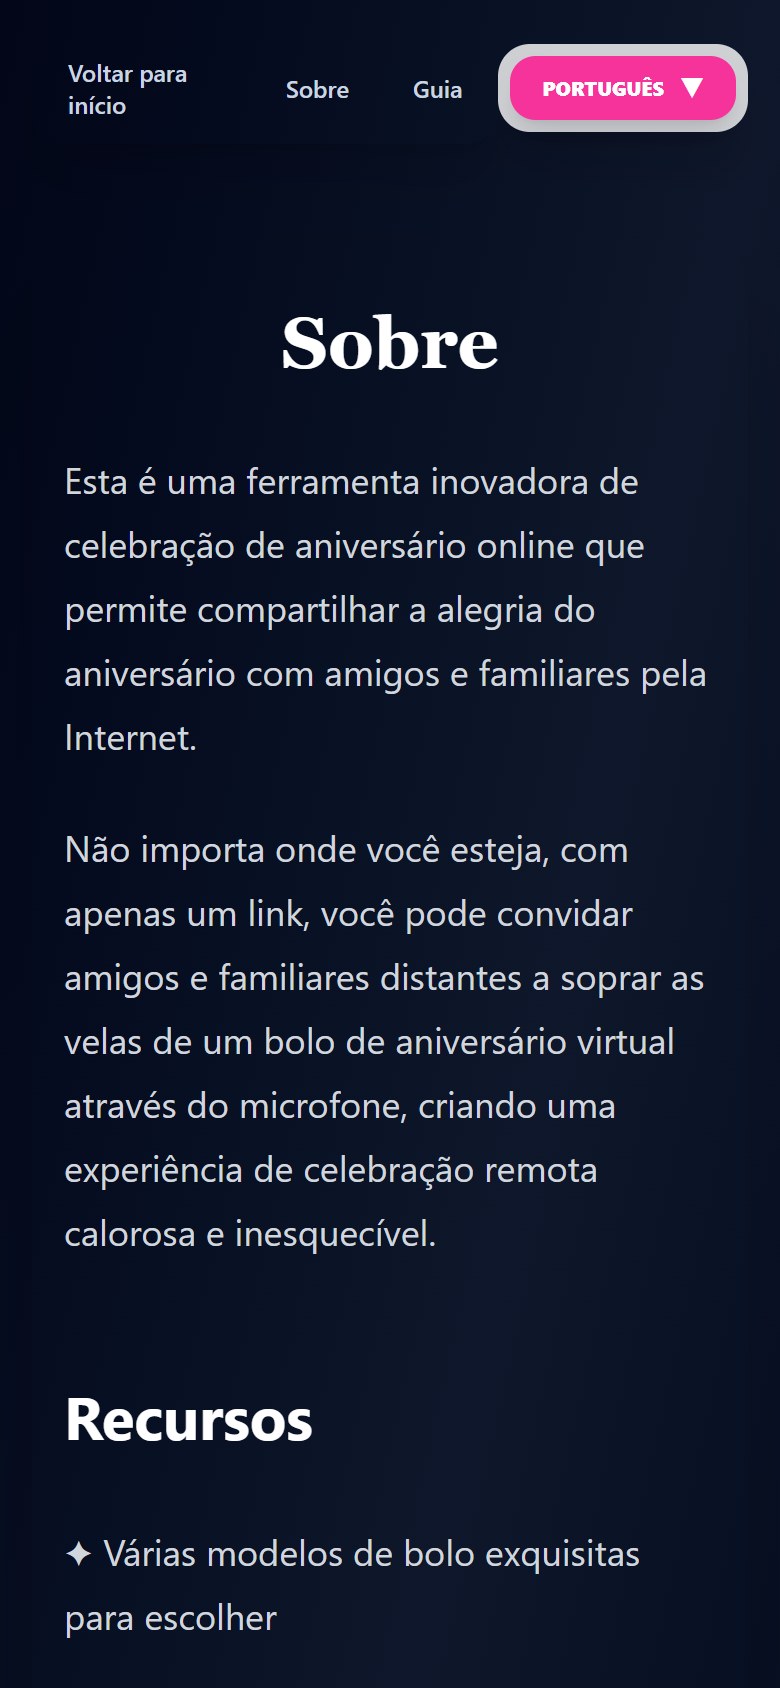 Voltar para
início
Sobre
Guia
PORTUGUÊS ▼
Sobre
Esta é uma ferramenta inovadora de
celebração de aniversário online que
permite compartilhar a alegria do
aniversário com amigos e familiares pela
Internet.
Não importa onde você esteja, com
apenas um link, você pode convidar
amigos e familiares distantes a soprar as
velas de um bolo de aniversário virtual
através do microfone, criando uma
experiência de celebração remota
calorosa e inesquecível.
Recursos
✦ Várias modelos de bolo exquisitas
para escolher